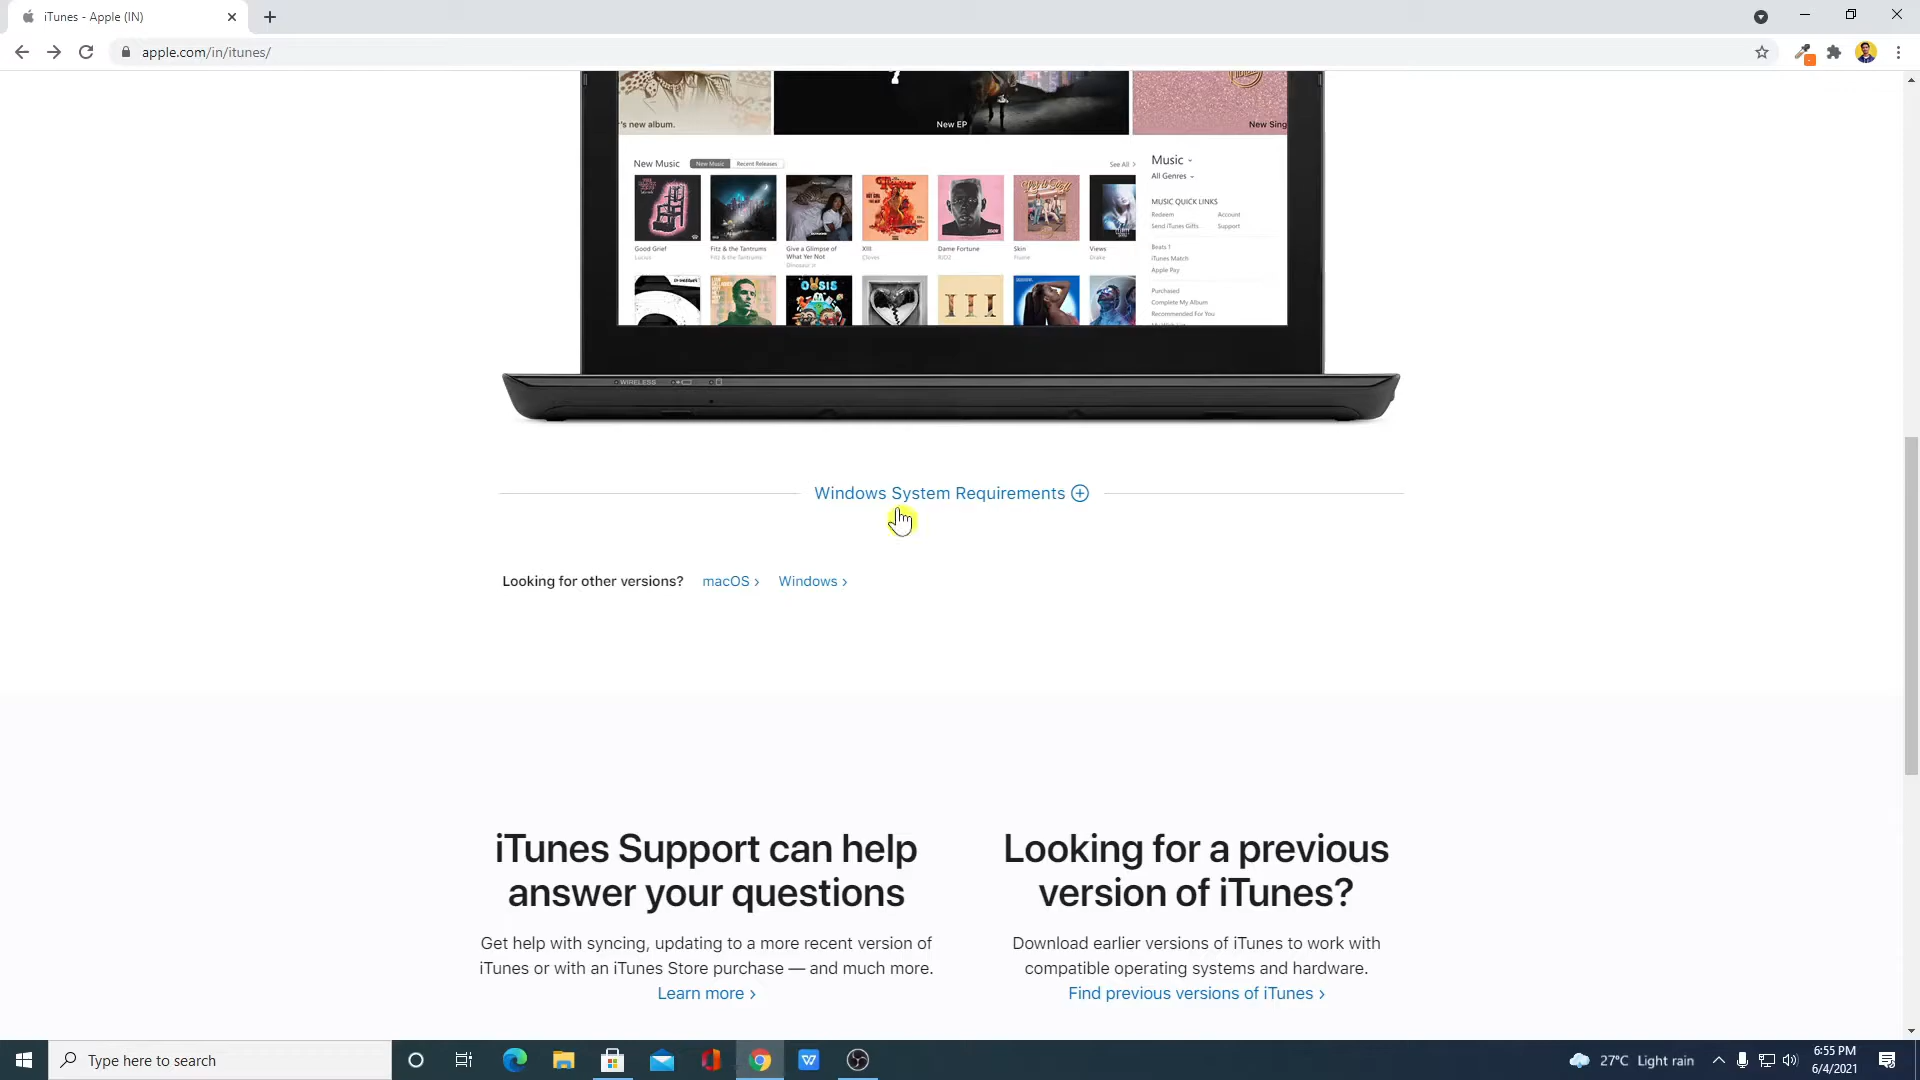 iTunes - Apple (IN)
apple.com/in/itunes/
's new album.
New EP
New Sing
New Music
New Music
Recent Releases
See All >
Music
All Genres
MUSIC QUICK LINKS
Redeem
Account
Send iTunes Gifts
Support
Beats 1
iTunes Match
Apple Pay
Purchased
Complete My Album
Recommended For You
Good Grief
Lucius
Fitz & the Tantrums
Fitz & the Tantrums
Give a Glimpse of
What Yer Not
Dinosaur Jr
XIII
Cloves
Dame Fortune
RJD2
Skin
Flume
Views
Drake
OASIS
III
WIRELESS
Windows System Requirements
Looking for other versions? macOS > Windows >
iTunes Support can help
answer your questions
Get help with syncing, updating to a more recent version of
iTunes or with an iTunes Store purchase — and much more.
Learn more >
Looking for a previous
version of iTunes?
Download earlier versions of iTunes to work with
compatible operating systems and hardware.
Find previous versions of iTunes >
Type here to search
27°C Light rain
6:55 PM
6/4/2021